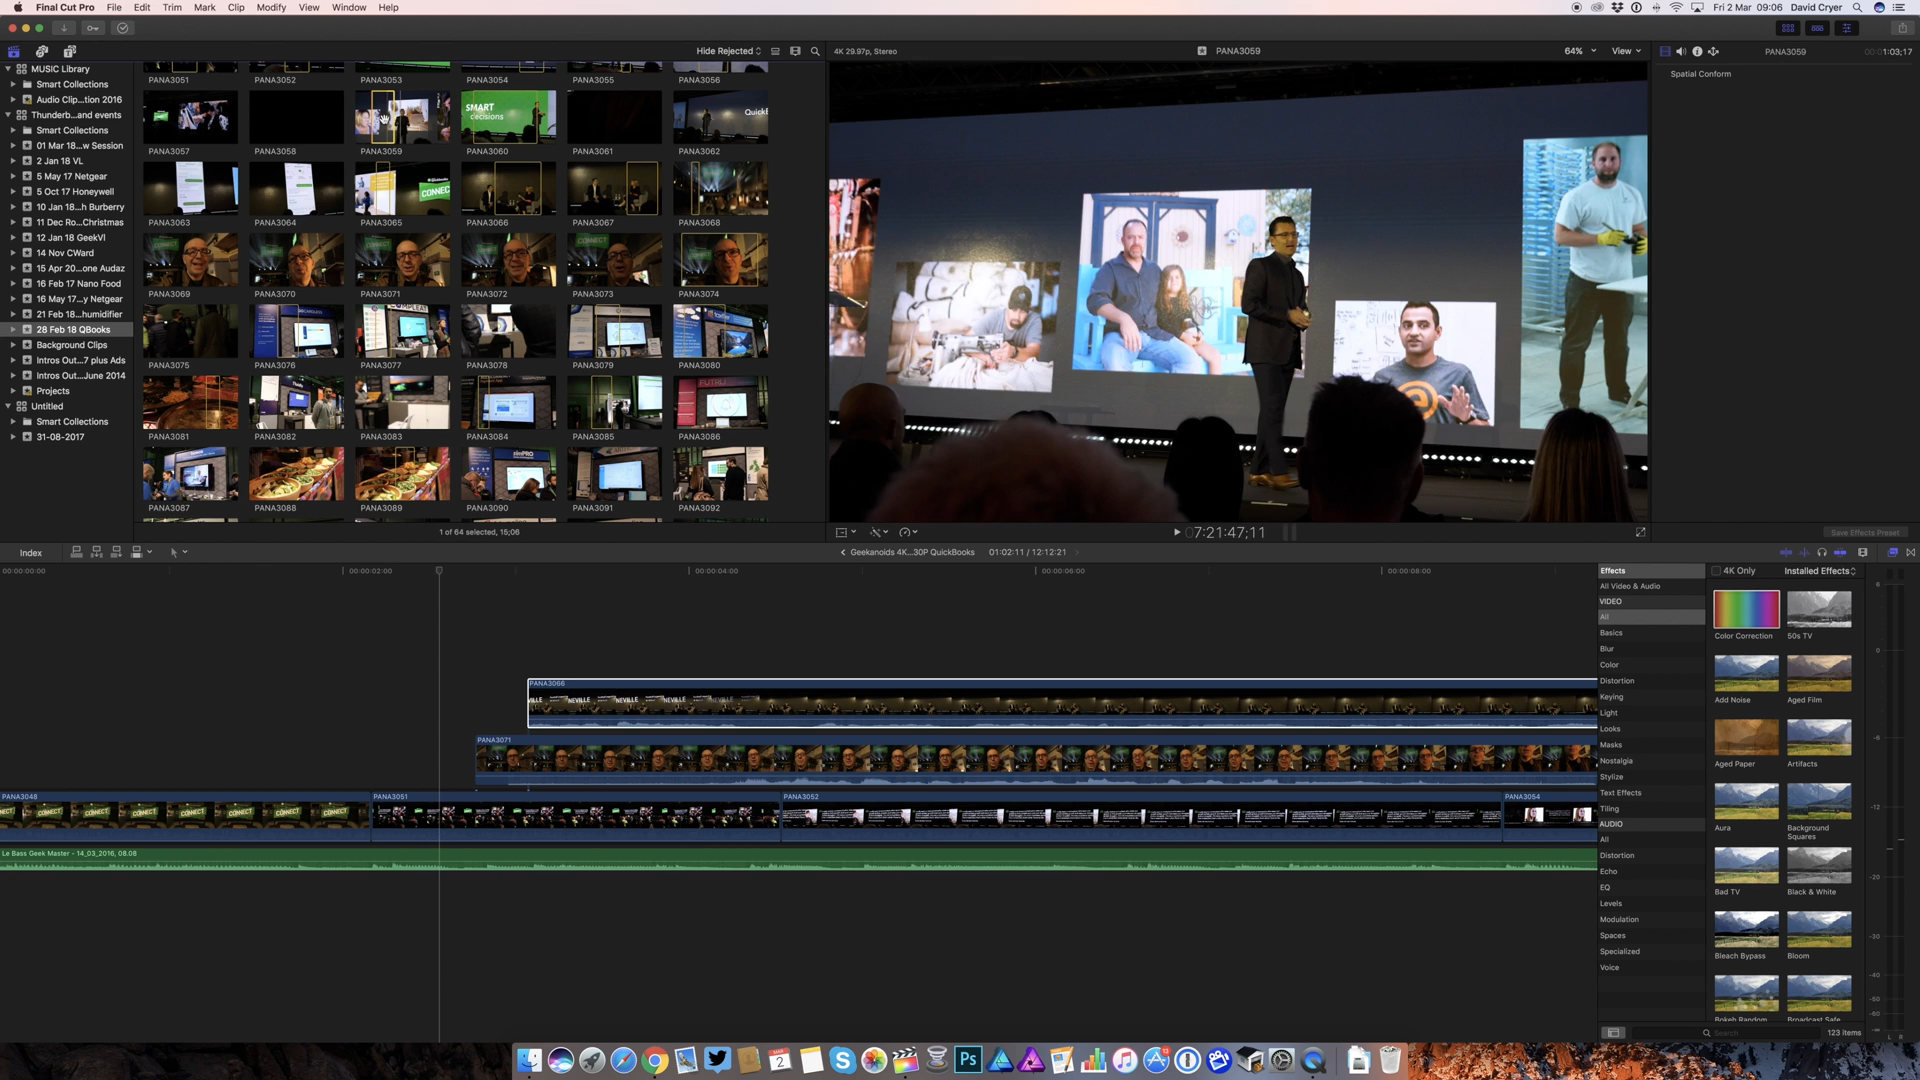 Final Cut Pro File Edit Trim Mark Clip Modify View Window Help
Fri 2 Mar 09:06 David Cryer
Hide Rejected
4K 29.97p, Stereo
PANA3059
64%
View
PANA3059
1:03;17
Spatial Conform
MUSIC Library
Smart Collections
Audio Clip...tion 2016
Thunderb...and events
Smart Collections
01 Mar 18...w Session
2 Jan 18 VL
5 May 17 Netgear
5 Oct 17 Honeywell
10 Jan 18...h Burberry
11 Dec Ro...Christmas
12 Jan 18 GeekVI
14 Nov CWard
15 Apr 20...one Audaz
16 Feb 17 Nano Food
16 May 17...y Netgear
21 Feb 18...humidifier
28 Feb 18 QBooks
Background Clips
Intros Out...7 plus Ads
Intros Out...June 2014
Projects
Untitled
Smart Collections
31-08-2017
PANA3051 PANA3052 PANA3053 PANA3054 PANA3055 PANA3056
SMART
decisions
PANA3057 PANA3058 PANA3059 PANA3060 PANA3061 PANA3062
CONNECT
PANA3063 PANA3064 PANA3065 PANA3066 PANA3067 PANA3068
PANA3069 PANA3070 PANA3071 PANA3072 PANA3073 PANA3074
PANA3075 PANA3076 PANA3077 PANA3078 PANA3079 PANA3080
PANA3081 PANA3082 PANA3083 PANA3084 PANA3085 PANA3086
PANA3087 PANA3088 PANA3089 PANA3090 PANA3091 PANA3092
1 of 64 selected, 15;06
07:21:47;11
Save Effects Preset
Index
Geekanoids 4K...30P QuickBooks
01:02:11 / 12:12:21
00:00:00:00 00:00:02:00 00:00:04:00 00:00:06:00 00:00:08:00
PANA3066
PANA3071
PANA3048 PANA3051 PANA3052 PANA3054
Le Bass Geek Master - 14_03_2016, 08.08
Effects
All Video & Audio
VIDEO
All
Basics
Blur
Color
Distortion
Keying
Light
Looks
Masks
Nostalgia
Stylize
Text Effects
Tiling
AUDIO
All
Distortion
Echo
EQ
Levels
Modulation
Spaces
Specialized
Voice
4K Only
Installed Effects
Color Correction 50s TV
Add Noise Aged Film
Aged Paper Artifacts
Aura Background
Squares
Bad TV Black & White
Bleach Bypass Bloom
Bokeh Random Broadcast Safe
Search
123 items
Ps